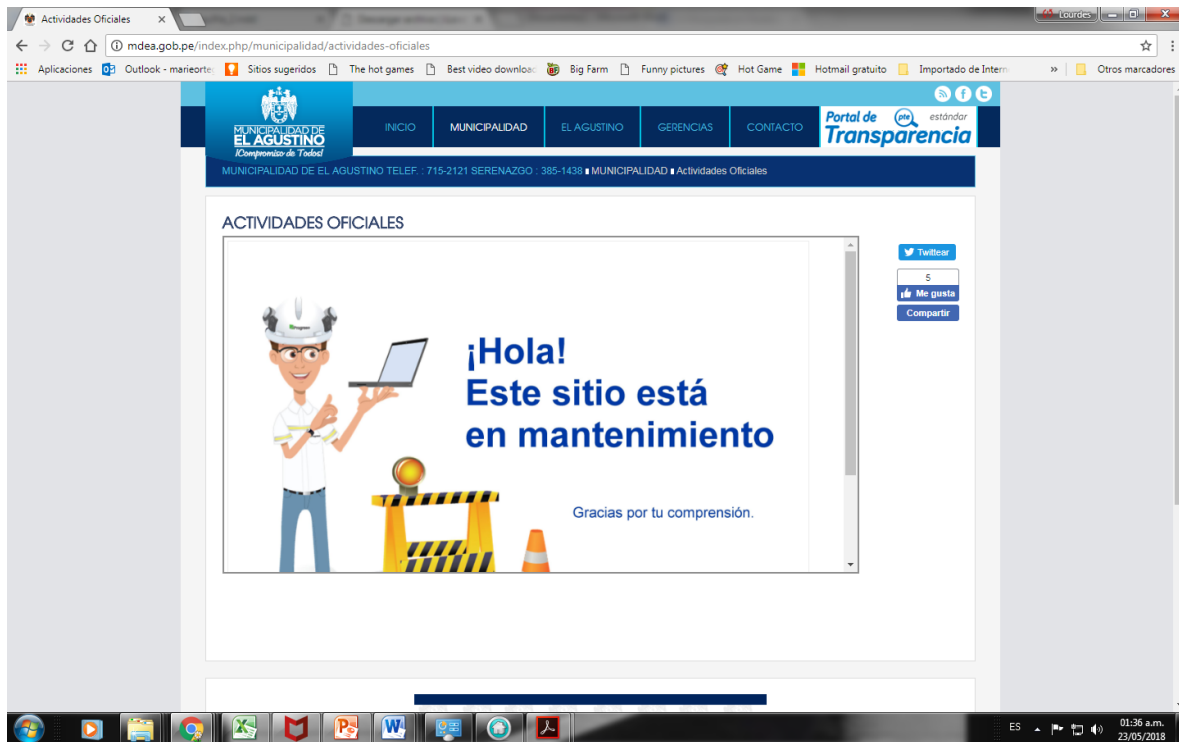 Actividades Oficiales
Lourdes
mdea.gob.pe/index.php/municipalidad/actividades-oficiales
Aplicaciones
Outlook - marieorte
Sitios sugeridos
The hot games
Best video downloac
Big Farm
Funny pictures
Hot Game
Hotmail gratuito
Importado de Intern
»
Otros marcadores
MUNICIPALIDAD DE
EL AGUSTINO
¡Compromiso de Todos!
INICIO
MUNICIPALIDAD
EL AGUSTINO
GERENCIAS
CONTACTO
Portal de pte estándar
Transparencia
MUNICIPALIDAD DE EL AGUSTINO TELEF. : 715-2121 SERENAZGO : 385-1438 ∎ MUNICIPALIDAD ∎ Actividades Oficiales
ACTIVIDADES OFICIALES
¡Hola!
Este sitio está
en mantenimiento
Gracias por tu comprensión.
Twittear
5
Me gusta
Compartir
ES
01:36 a.m.
23/05/2018